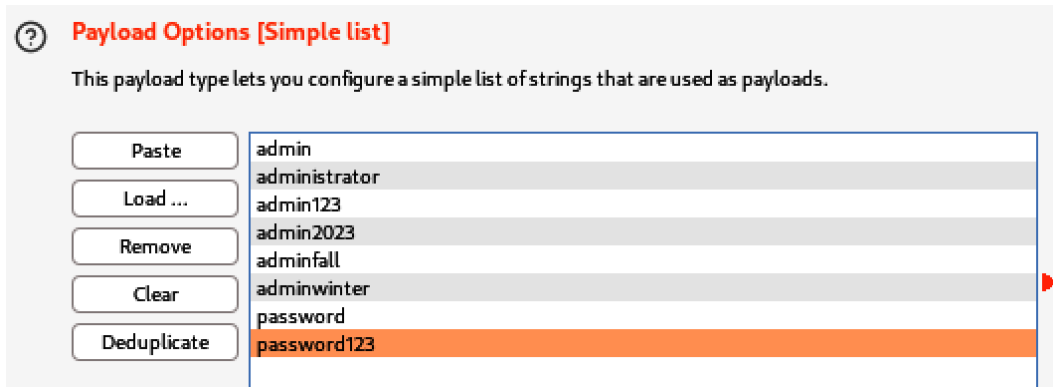 ?
Payload Options [Simple list]
This payload type lets you configure a simple list of strings that are used as payloads.
Paste
Load ...
Remove
Clear
Deduplicate
admin
administrator
admin123
admin2023
adminfall
adminwinter
password
password123